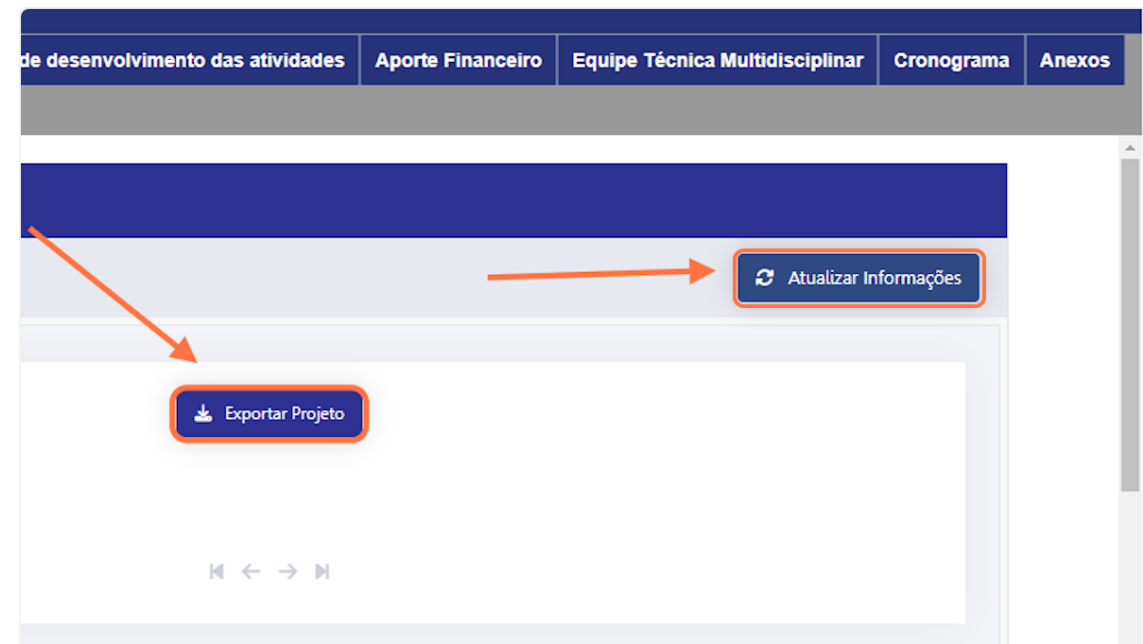 de desenvolvimento das atividades Aporte Financeiro Equipe Técnica Multidisciplinar Cronograma Anexos
Atualizar Informações
Exportar Projeto